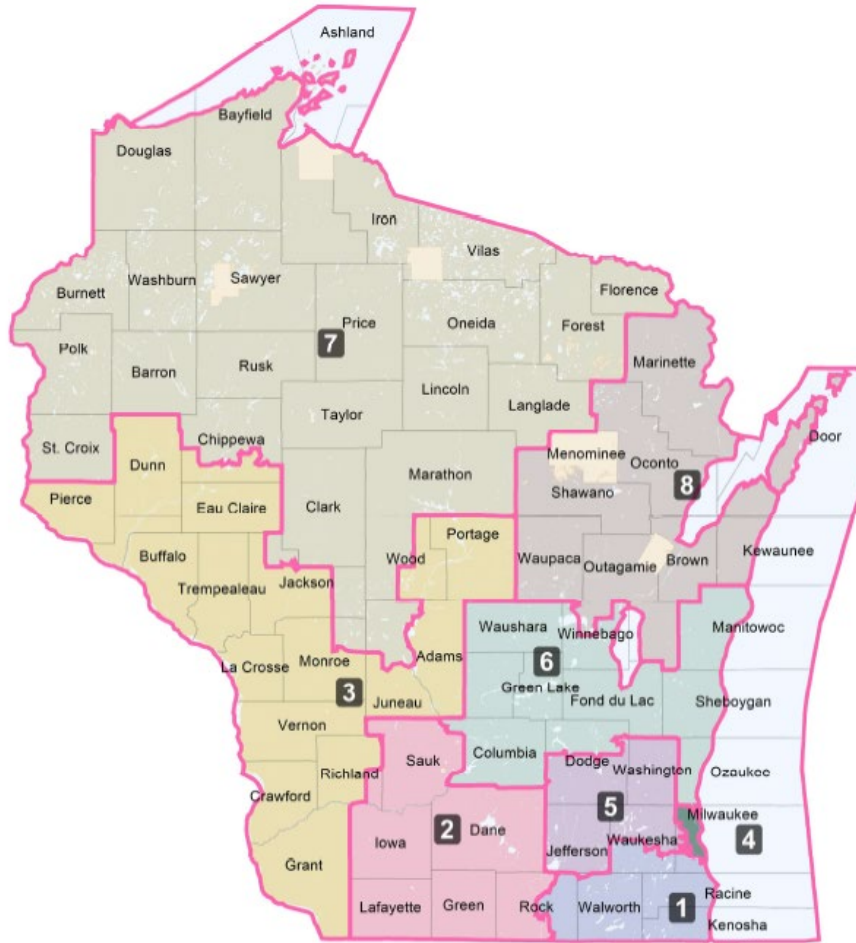 Ashland
Bayfield
Douglas
Iron
Vilas
Washburn
Sawyer
Burnett
Florence
Price
Oneida
Forest
7
Polk
Marinette
Barron
Rusk
Lincoln
Langlade
Taylor
Chippewa
St. Croix
Door
Menominee
Dunn
Oconto
Marathon
8
Shawano
Pierce
Eau Claire
Clark
Portage
Buffalo
Wood
Waupaca
Outagamie
Brown
Kewaunee
Trempealeau
Jackson
Waushara
Winnebago
Manitowoc
La Crosse
Monroe
Adams
6
3
Green Lake
Juneau
Fond du Lac
Sheboygan
Vernon
Columbia
Sauk
Dodge
Washington
Ozaukee
Richland
Crawford
5
Milwaukee
2
Dane
4
Iowa
Waukesha
Jefferson
Grant
Racine
Lafayette
Green
Rock
Walworth
1
Kenosha